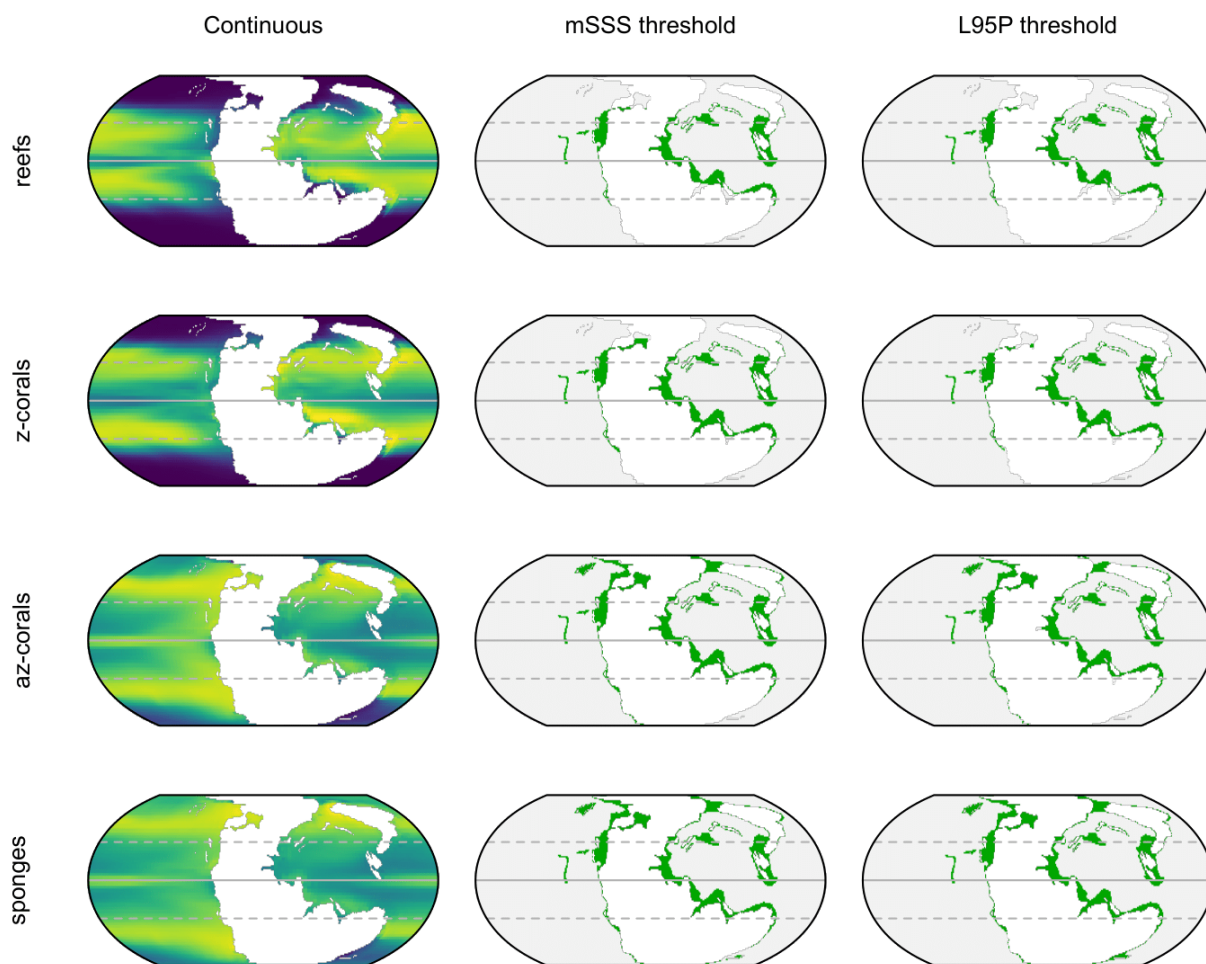 Continuous
mSSS threshold
L95P threshold
reefs
z-corals
az-corals
sponges